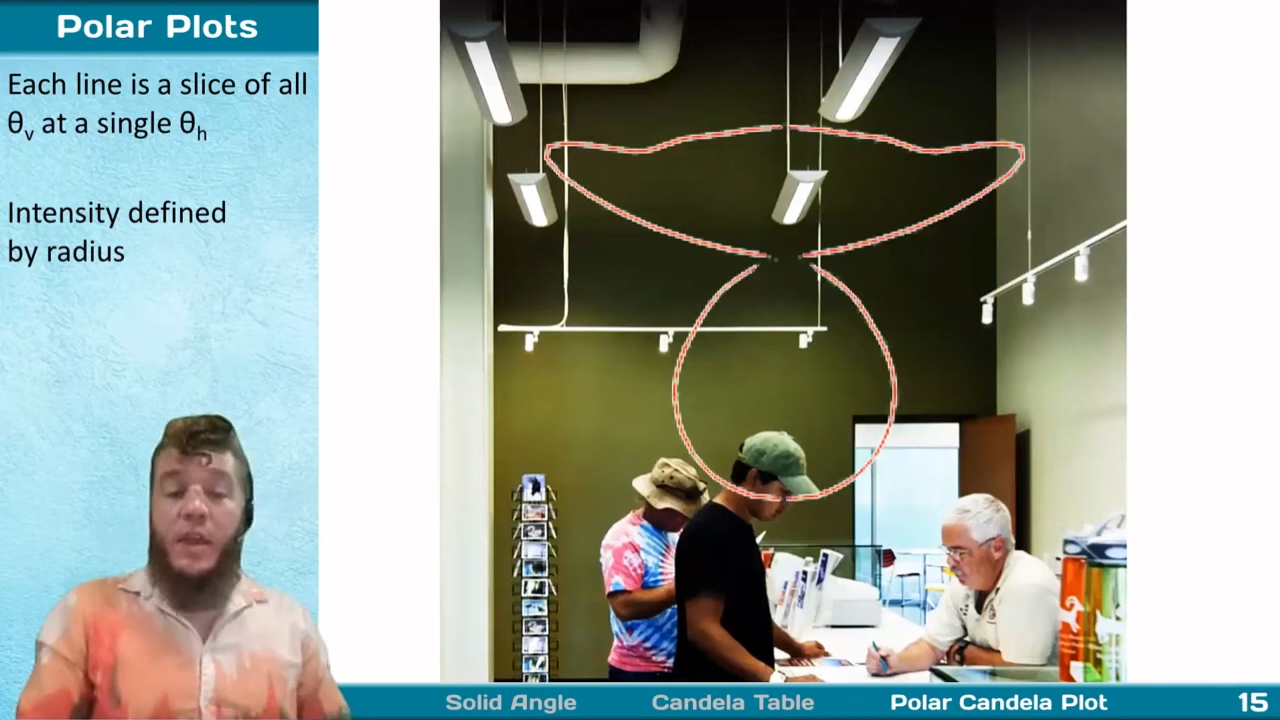 Polar Plots
Each line is a slice of all
θᵥ at a single θₕ
Intensity defined
by radius
Solid Angle
Candela Table
Polar Candela Plot
15